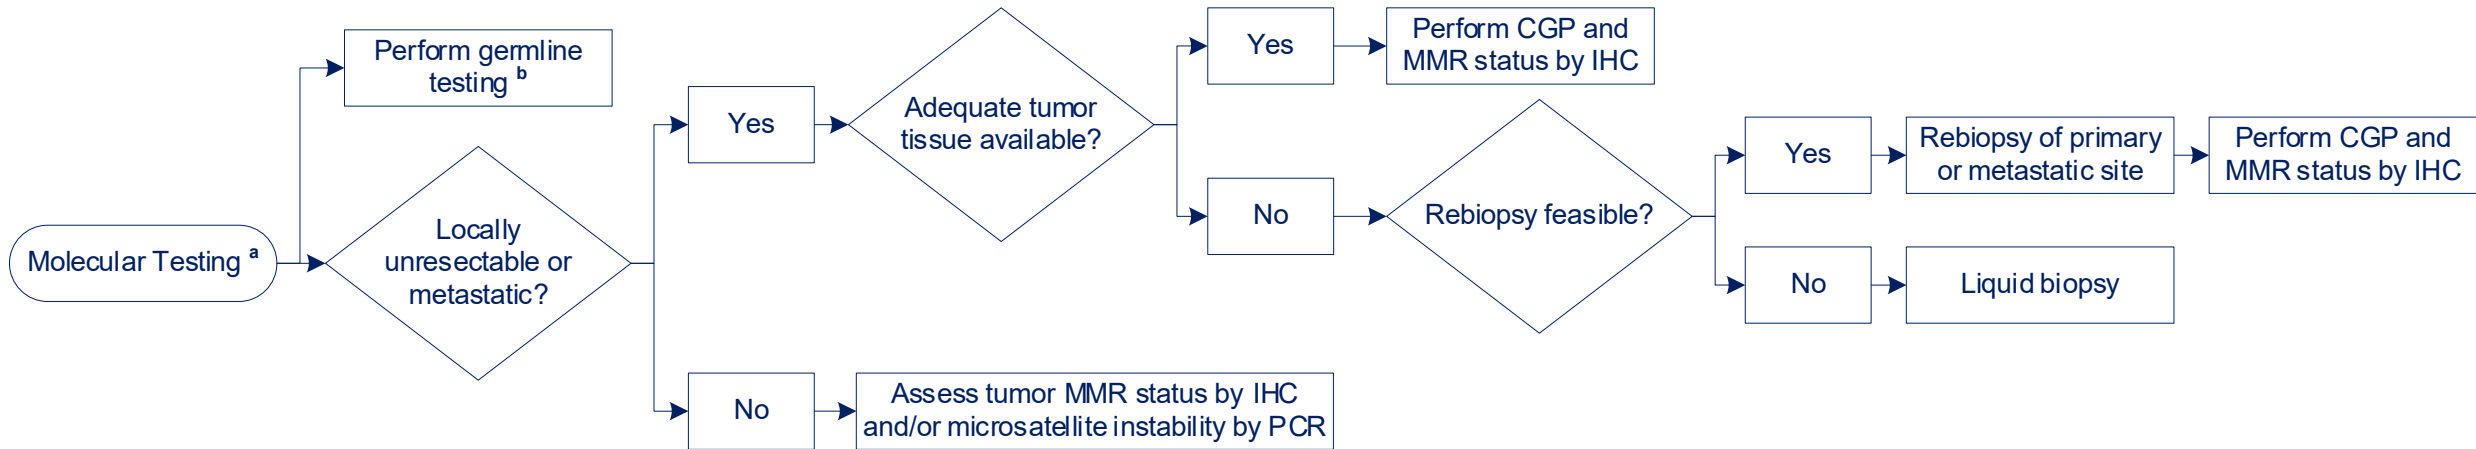 Molecular Testing a
Perform germline
testing b
Locally
unresectable or
metastatic?
Yes
Adequate tumor
tissue available?
Yes
Perform CGP and
MMR status by IHC
No
Rebiopsy feasible?
Yes
Rebiopsy of primary
or metastatic site
Perform CGP and
MMR status by IHC
No
Liquid biopsy
No
Assess tumor MMR status by IHC
and/or microsatellite instability by PCR